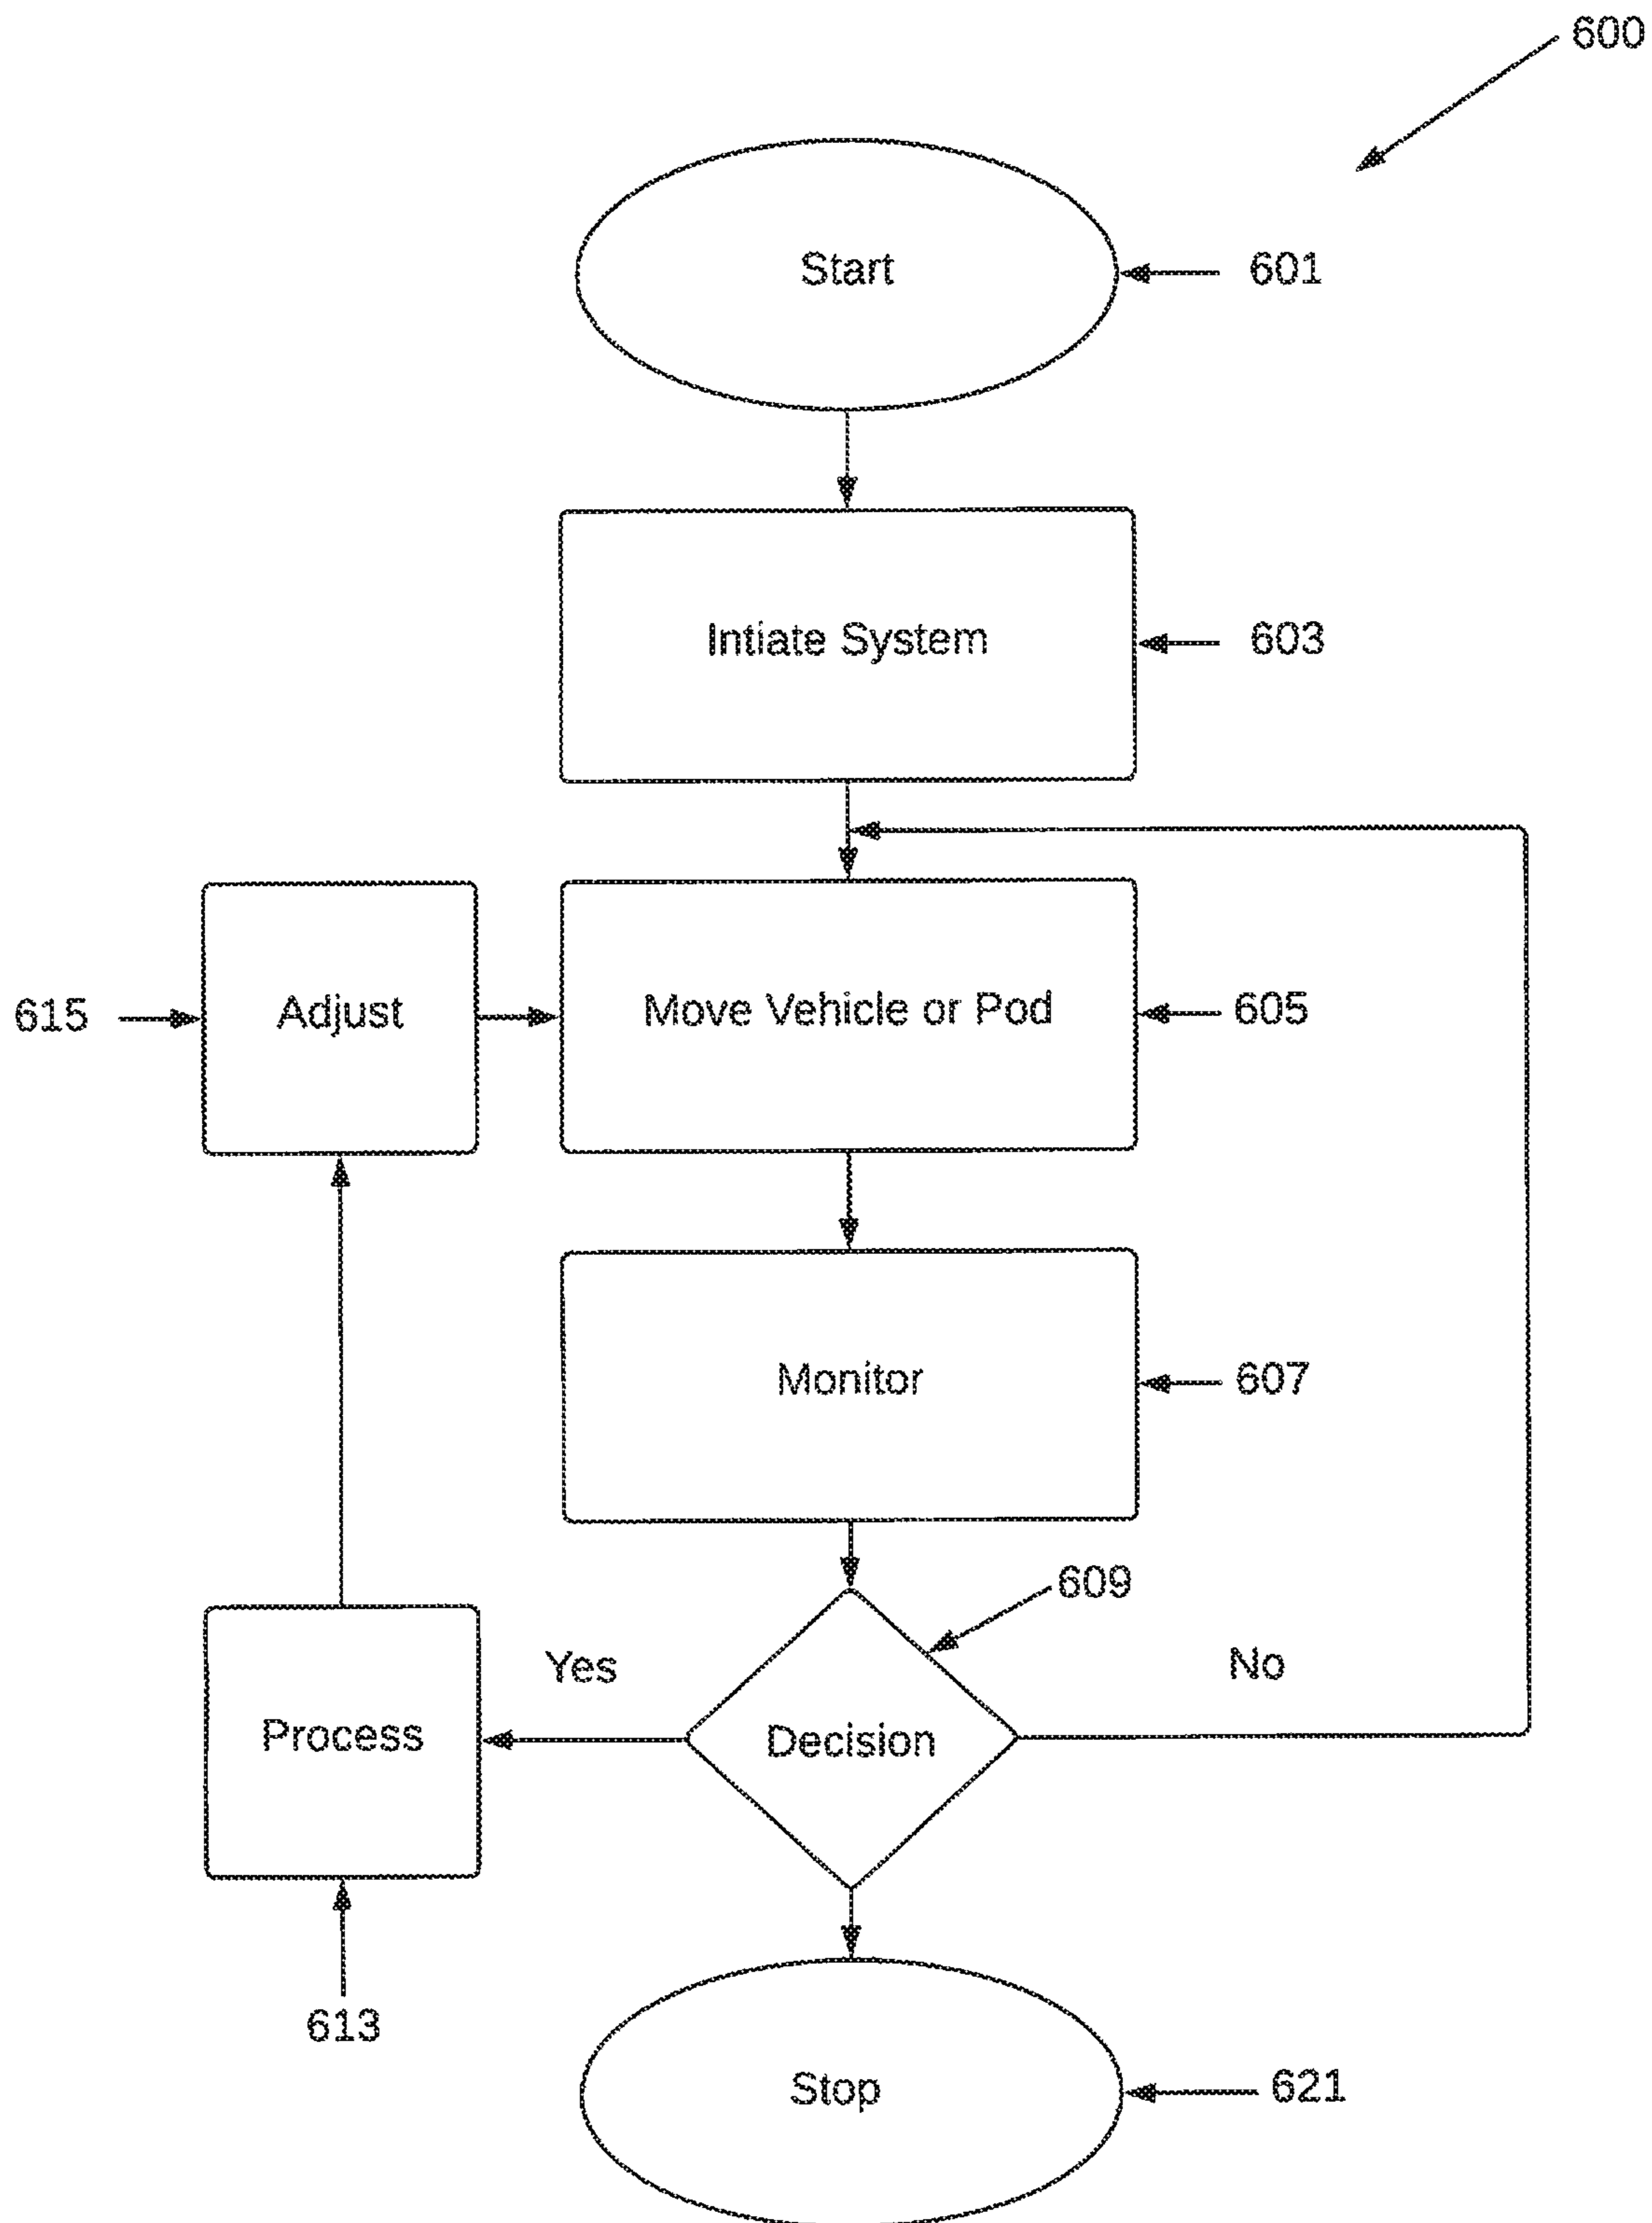 600
Start
601
Intiate System
603
615
Adjust
Move Vehicle or Pod
605
Monitor
607
609
Yes
No
Process
Decision
613
Stop
621